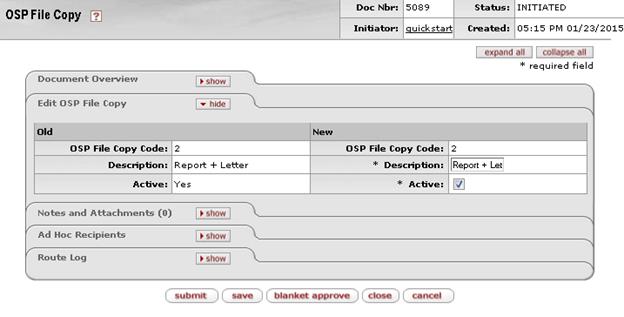 OSP File Copy ?
Doc Nbr: 5089 Status: INITIATED
Initiator: quickstart Created: 05:15 PM 01/23/2015
expand all collapse all
* required field
Document Overview show
Edit OSP File Copy hide
Old New
OSP File Copy Code: 2 OSP File Copy Code: 2
Description: Report + Letter * Description: Report + Let
Active: Yes * Active:
Notes and Attachments (0) show
Ad Hoc Recipients show
Route Log show
submit save blanket approve close cancel